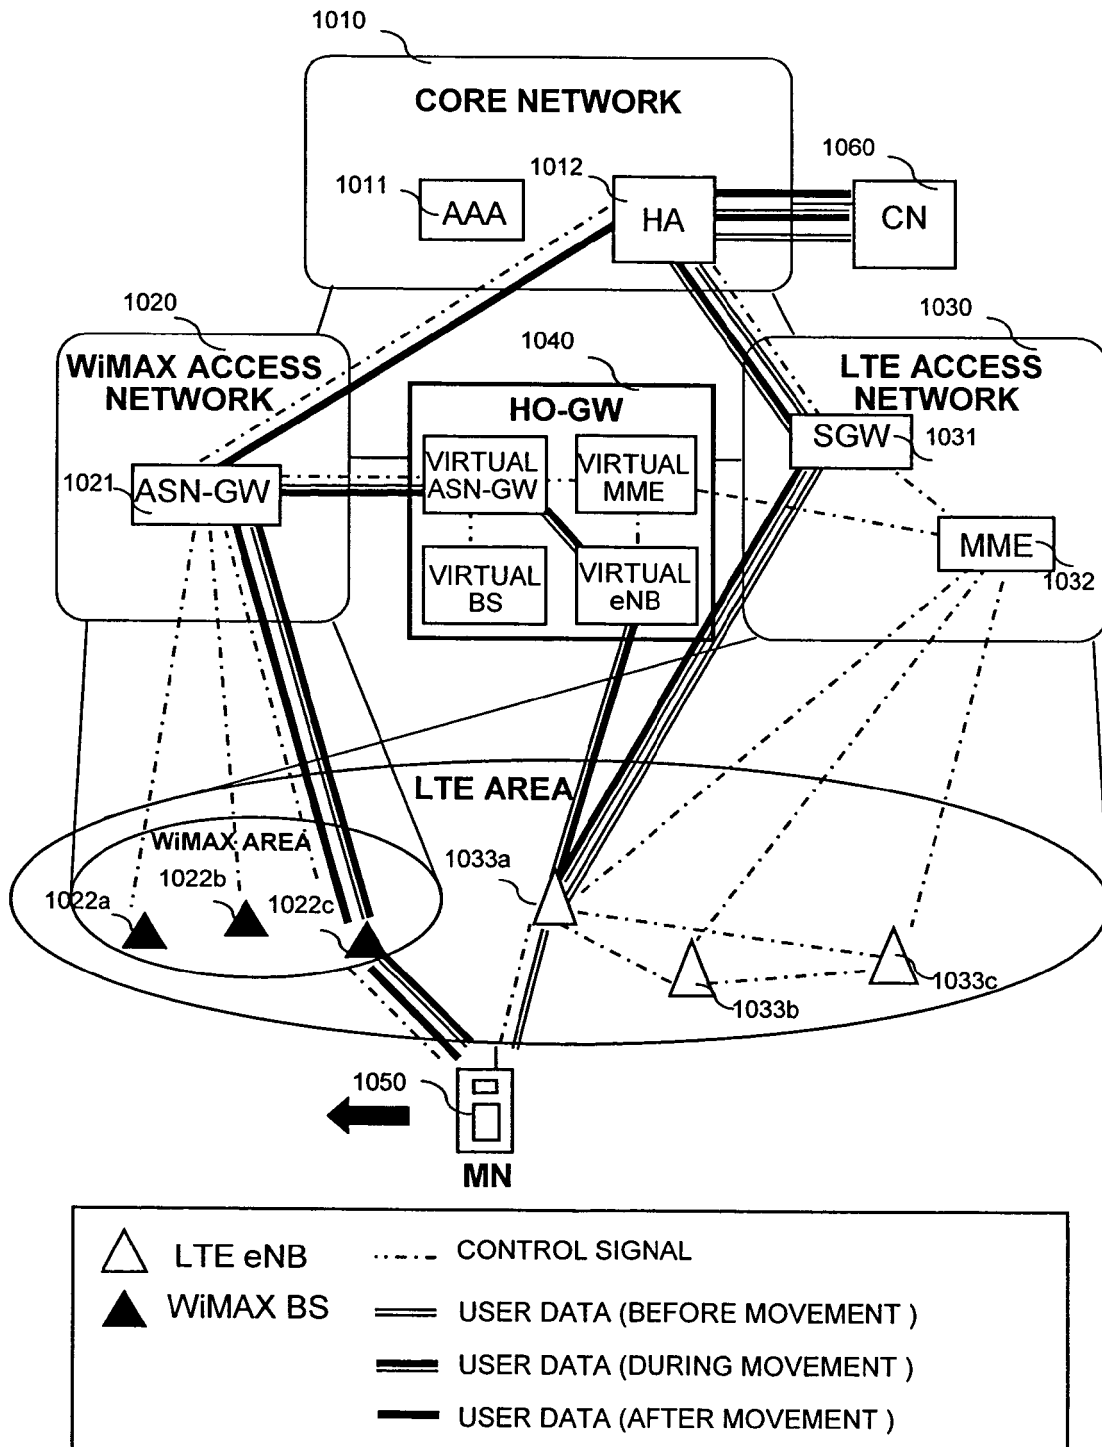 1010
CORE NETWORK
1011
AAA
1012
HA
1060
CN
1020
WiMAX ACCESS
NETWORK
1021
ASN-GW
1040
HO-GW
VIRTUAL
ASN-GW
VIRTUAL
MME
VIRTUAL
BS
VIRTUAL
eNB
1030
LTE ACCESS
NETWORK
SGW
1031
MME
1032
LTE AREA
WiMAX AREA
1022a
1022b
1022c
1033a
1033b
1033c
1050
MN
LTE eNB
WiMAX BS
CONTROL SIGNAL
USER DATA (BEFORE MOVEMENT )
USER DATA (DURING MOVEMENT )
USER DATA (AFTER MOVEMENT )